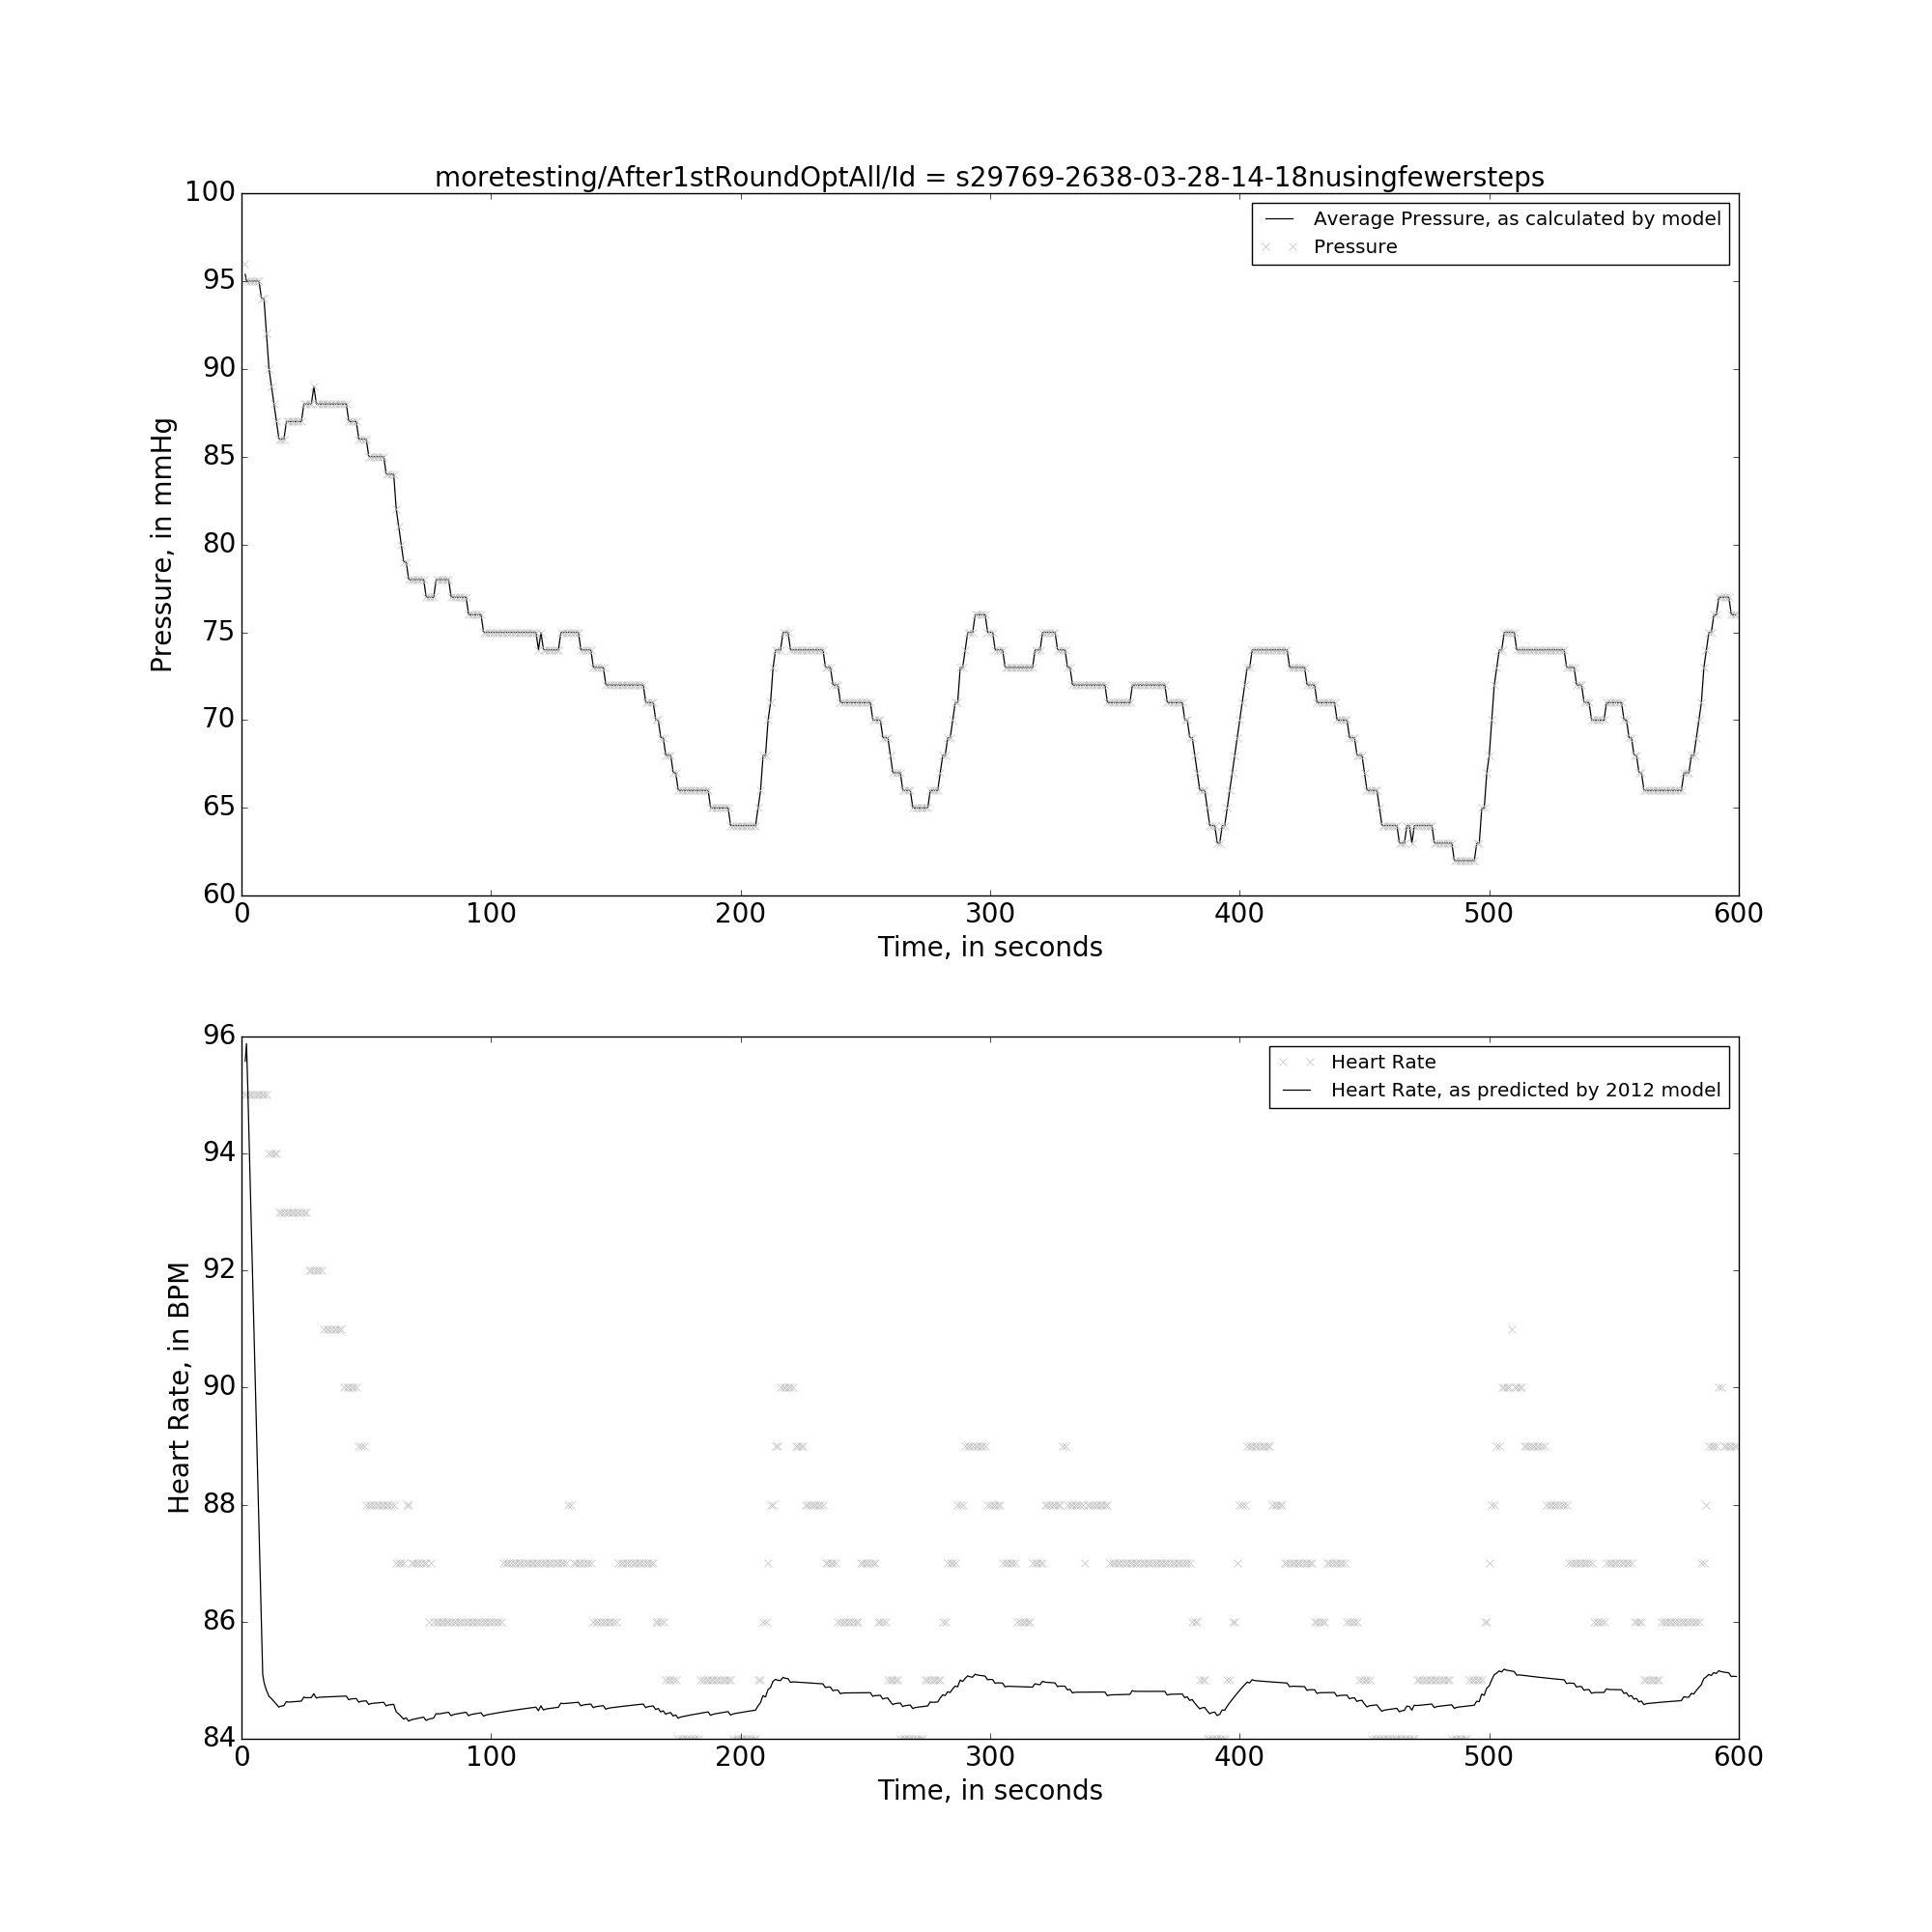 moretesting/After1stRoundOptAll/Id = s29769-2638-03-28-14-18nusingfewersteps
100
95
90
85
80
75
70
65
60
Pressure, in mmHg
Average Pressure, as calculated by model
Pressure
0 100 200 300 400 500 600
Time, in seconds
96
94
92
90
88
86
84
Heart Rate, in BPM
Heart Rate
Heart Rate, as predicted by 2012 model
0 100 200 300 400 500 600
Time, in seconds